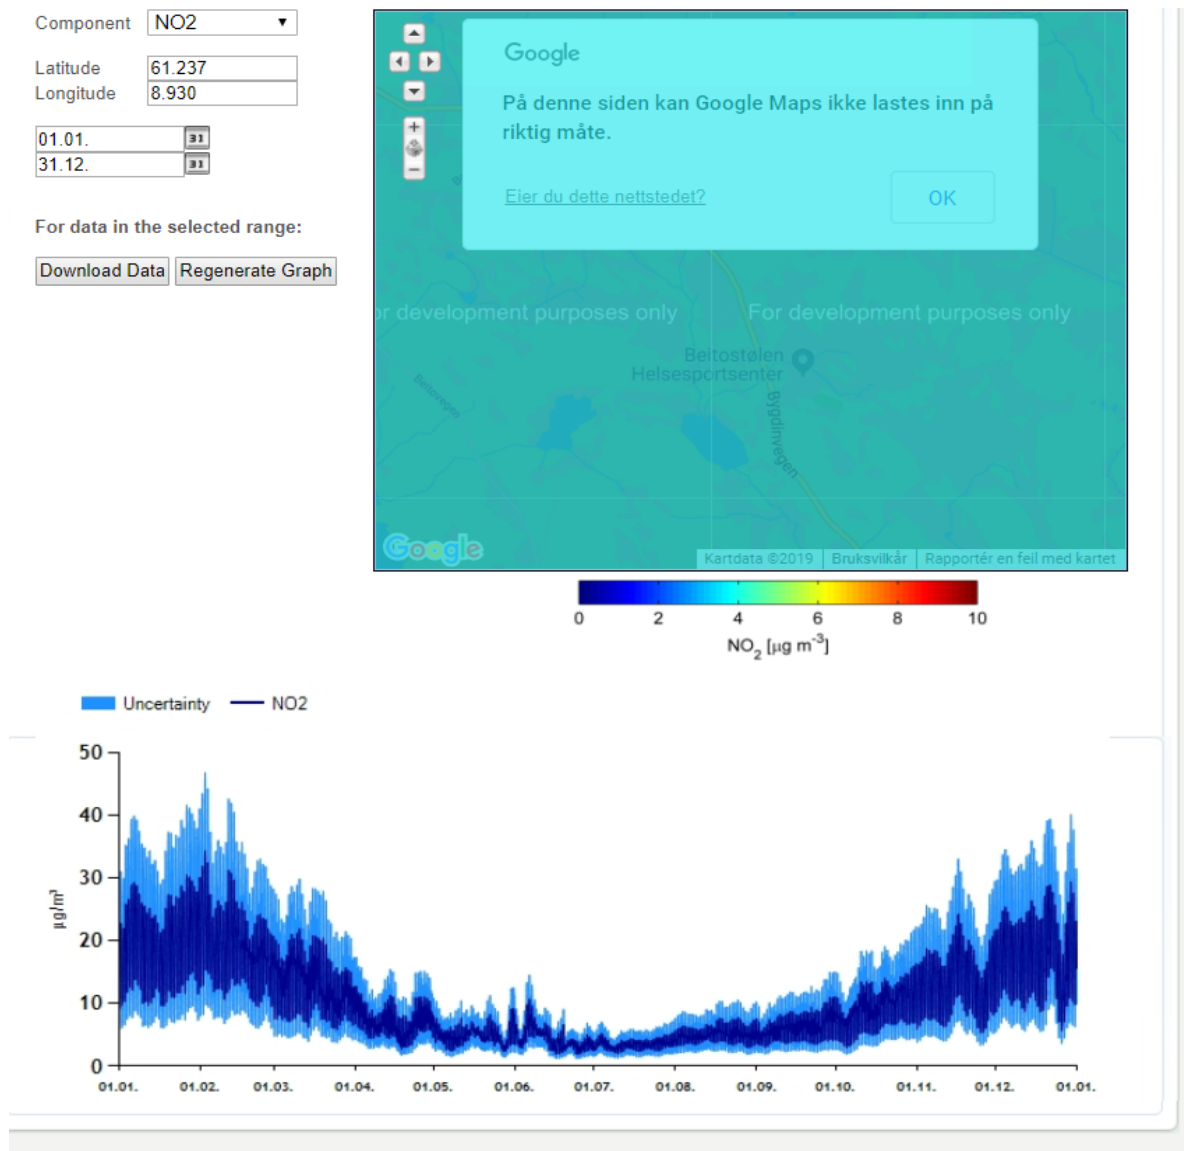 Component NO2
Latitude 61.237
Longitude 8.930
01.01. 31
31.12. 31
For data in the selected range:
Download Data Regenerate Graph
Google
På denne siden kan Google Maps ikke lastes inn på
riktig måte.
Eier du dette nettstedet? OK
or development purposes only For development purposes only
Beitostølen
Helsesportsenter
Beitovegen
Bygdinvegen
Google
Kartdata ©2019 Bruksvilkår Rapportér en feil med kartet
0 2 4 6 8 10
NO2 [µg m-3]
Uncertainty NO2
50
40
30
20
10
0
µg/m³
01.01. 01.02. 01.03. 01.04. 01.05. 01.06. 01.07. 01.08. 01.09. 01.10. 01.11. 01.12. 01.01.